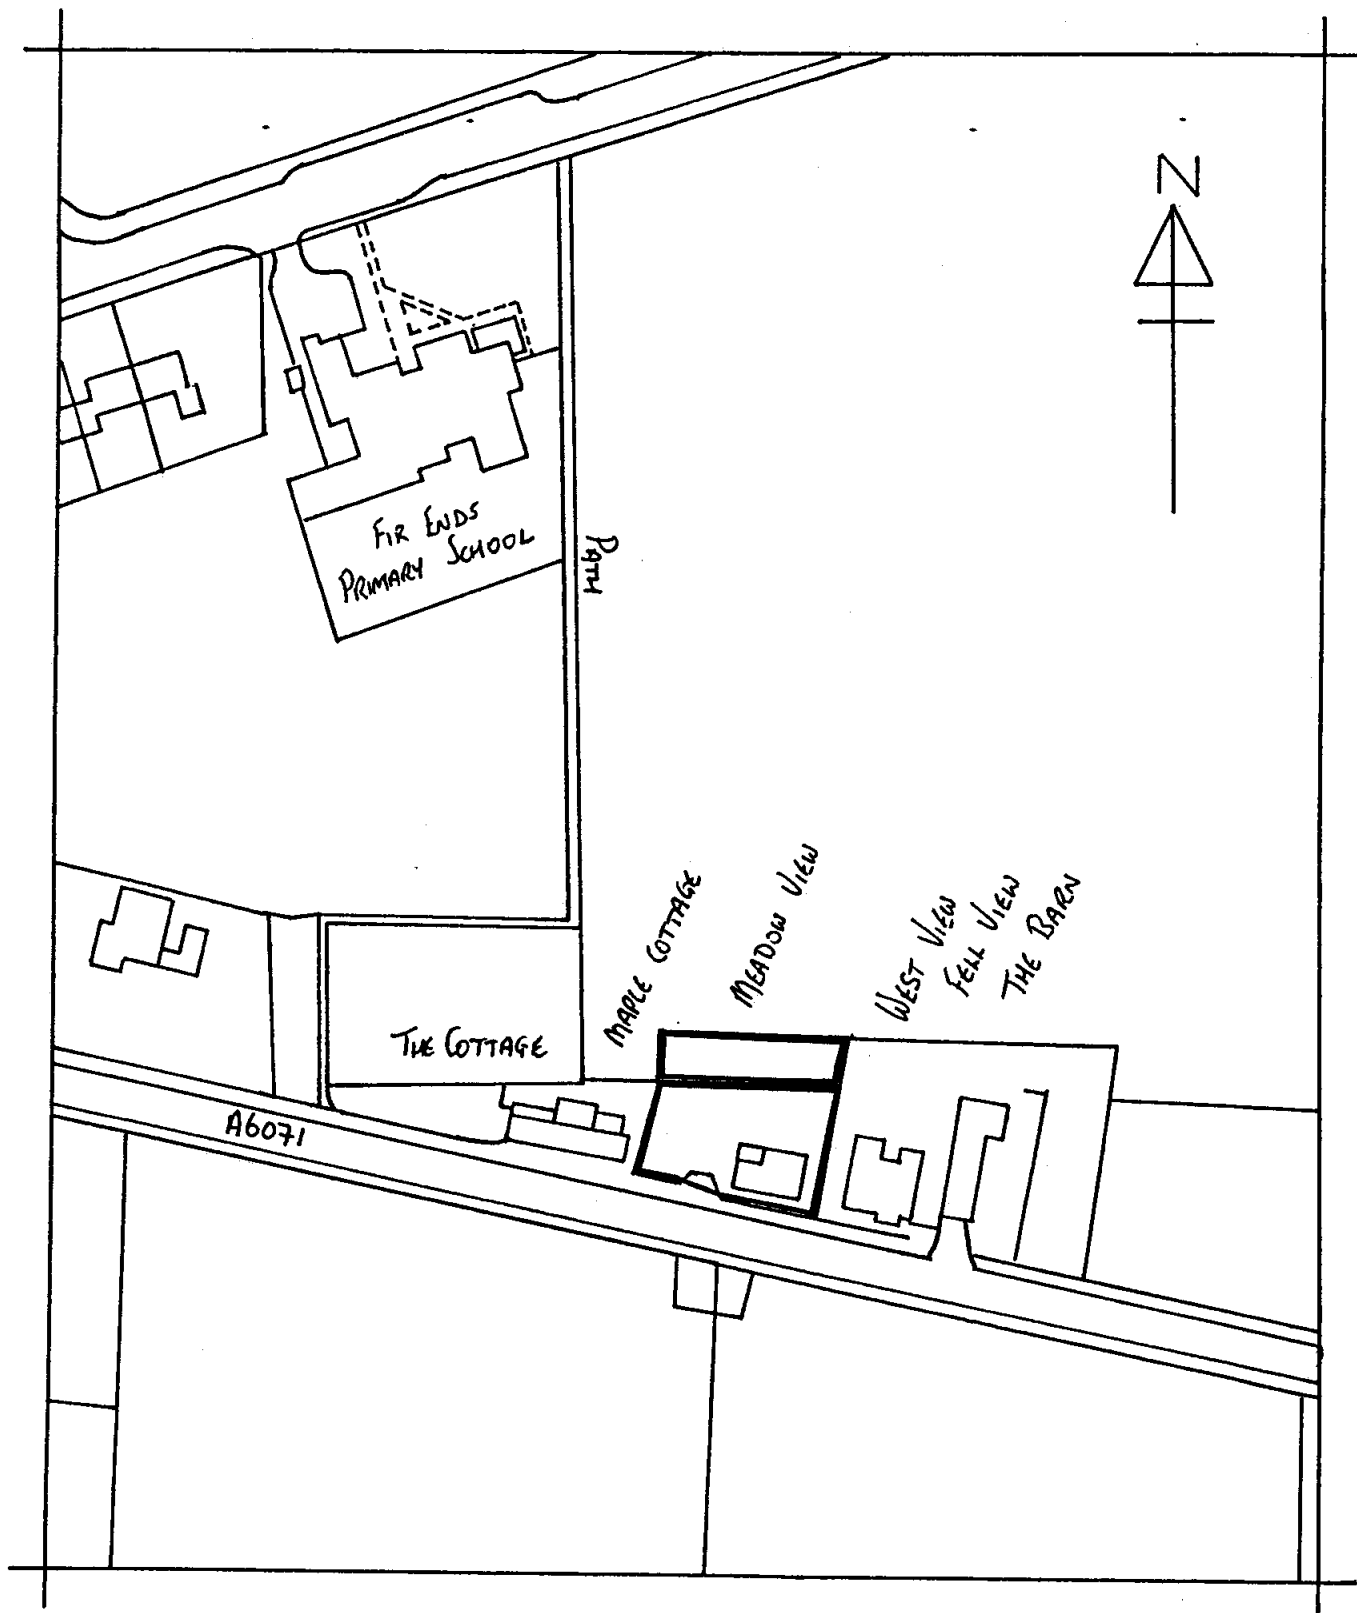 N
FIR ENDS
PRIMARY SCHOOL
PATH
MAPLE COTTAGE
MEADOW VIEW
WEST VIEW
FELL VIEW
THE BARN
THE COTTAGE
A6071